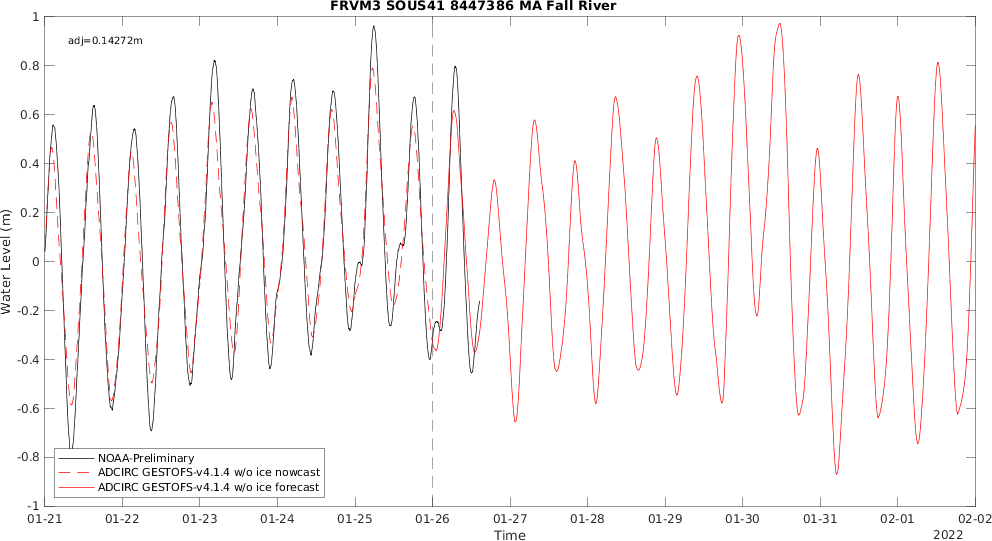 FRVM3 SOUS41 8447386 MA Fall River
adj=0.14272m
1
0.8
0.6
0.4
0.2
0
-0.2
-0.4
-0.6
-0.8
-1
Water Level (m)
NOAA-Preliminary
ADCIRC GESTOFS-v4.1.4 w/o ice nowcast
ADCIRC GESTOFS-v4.1.4 w/o ice forecast
01-21 01-22 01-23 01-24 01-25 01-26 01-27 01-28 01-29 01-30 01-31 02-01 02-02
Time
2022